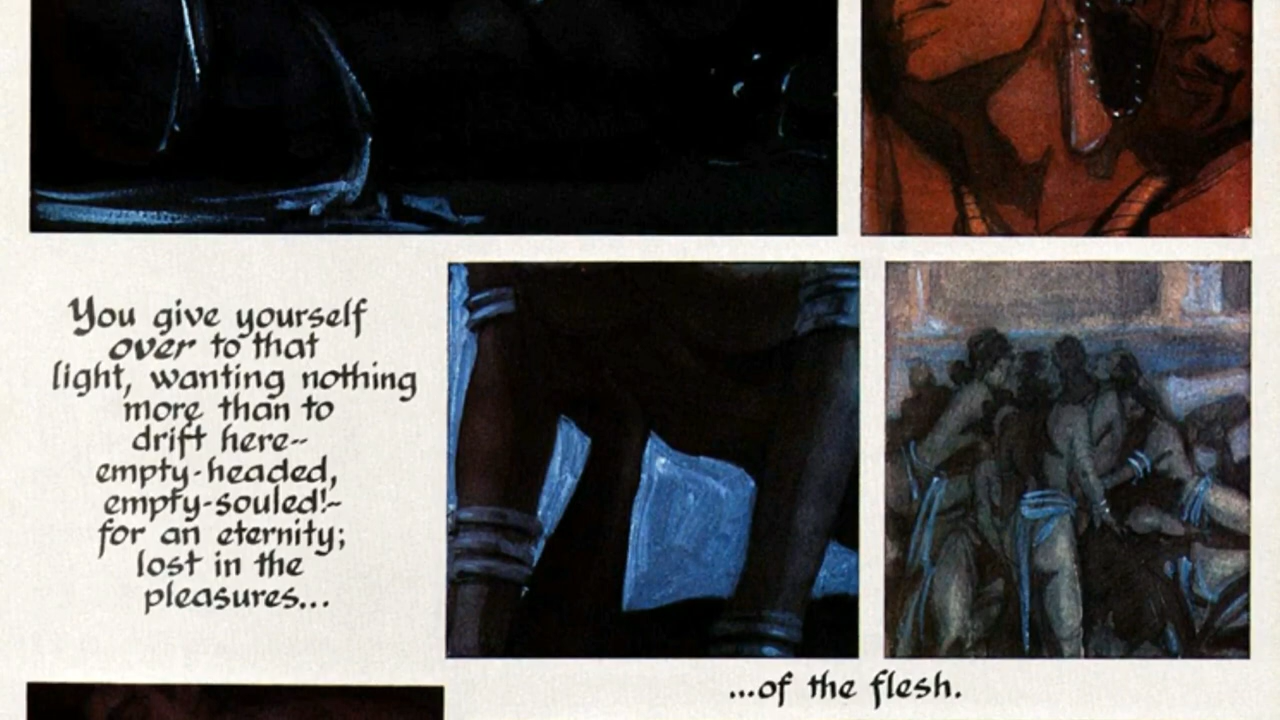 You give yourself
over to that
light, wanting nothing
more than to
drift here--
empty-headed,
empty-souled!--
for an eternity;
lost in the
pleasures...
...of the flesh.